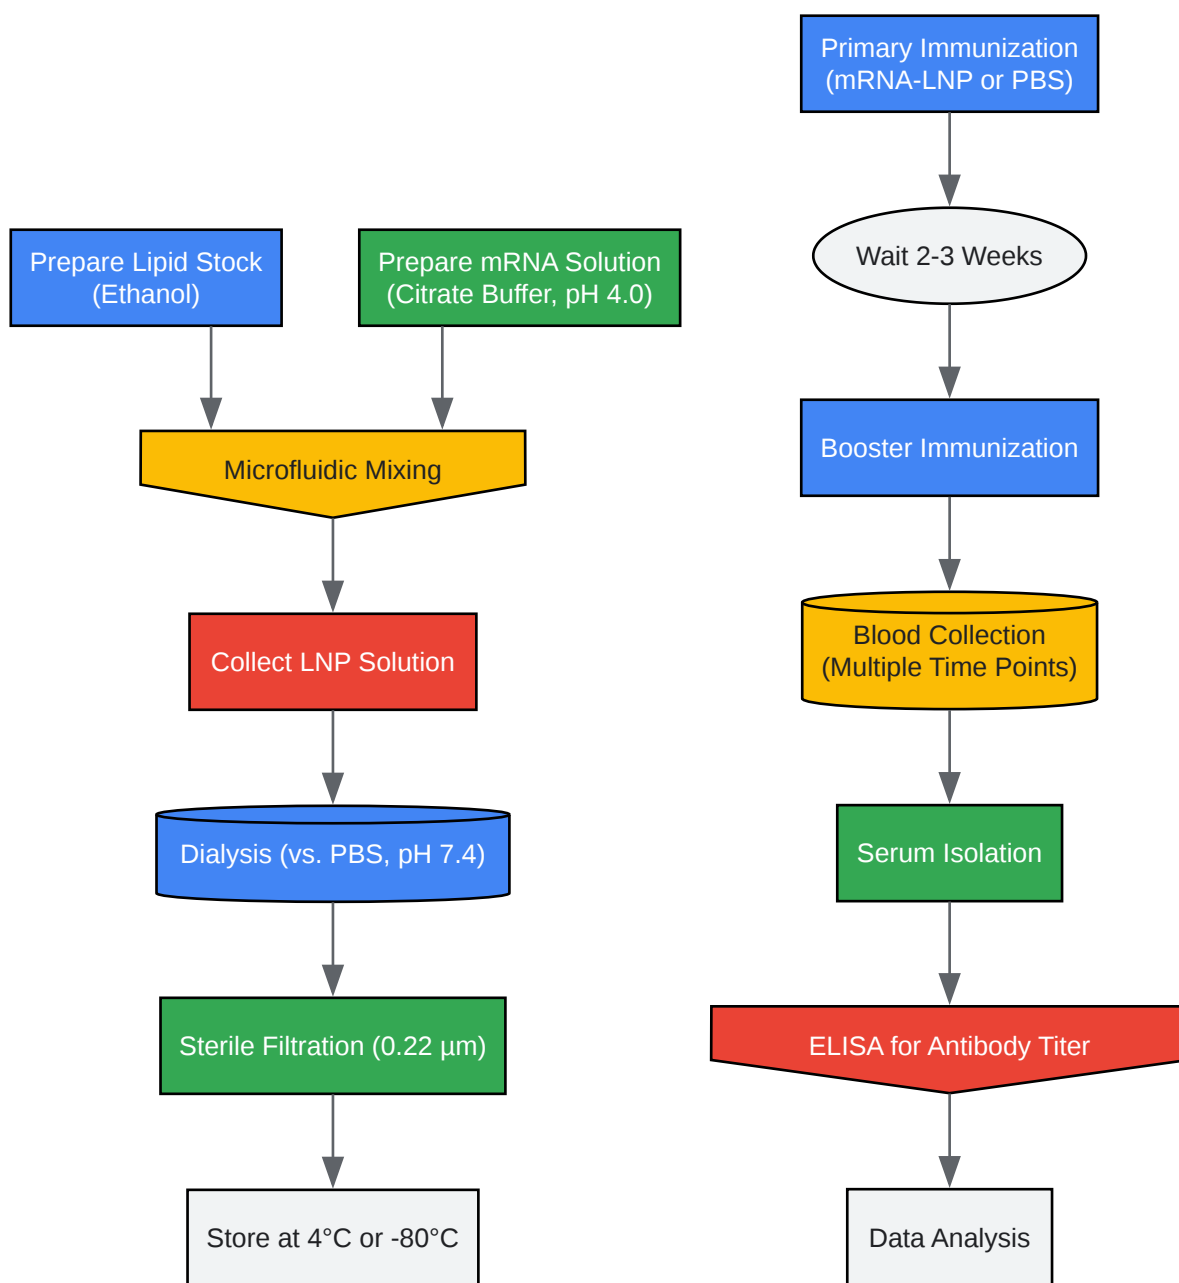 Prepare Lipid Stock
(Ethanol)
Prepare mRNA Solution
(Citrate Buffer, pH 4.0)
Microfluidic Mixing
Collect LNP Solution
Dialysis (vs. PBS, pH 7.4)
Sterile Filtration (0.22 µm)
Store at 4°C or -80°C
Primary Immunization
(mRNA-LNP or PBS)
Wait 2-3 Weeks
Booster Immunization
Blood Collection
(Multiple Time Points)
Serum Isolation
ELISA for Antibody Titer
Data Analysis